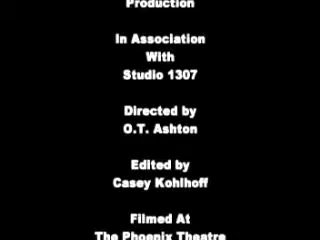 Production
In Association
With
Studio 1307
Directed by
O.T. Ashton
Edited by
Casey Kohlhoff
Filmed At
The Phoenix Theatre